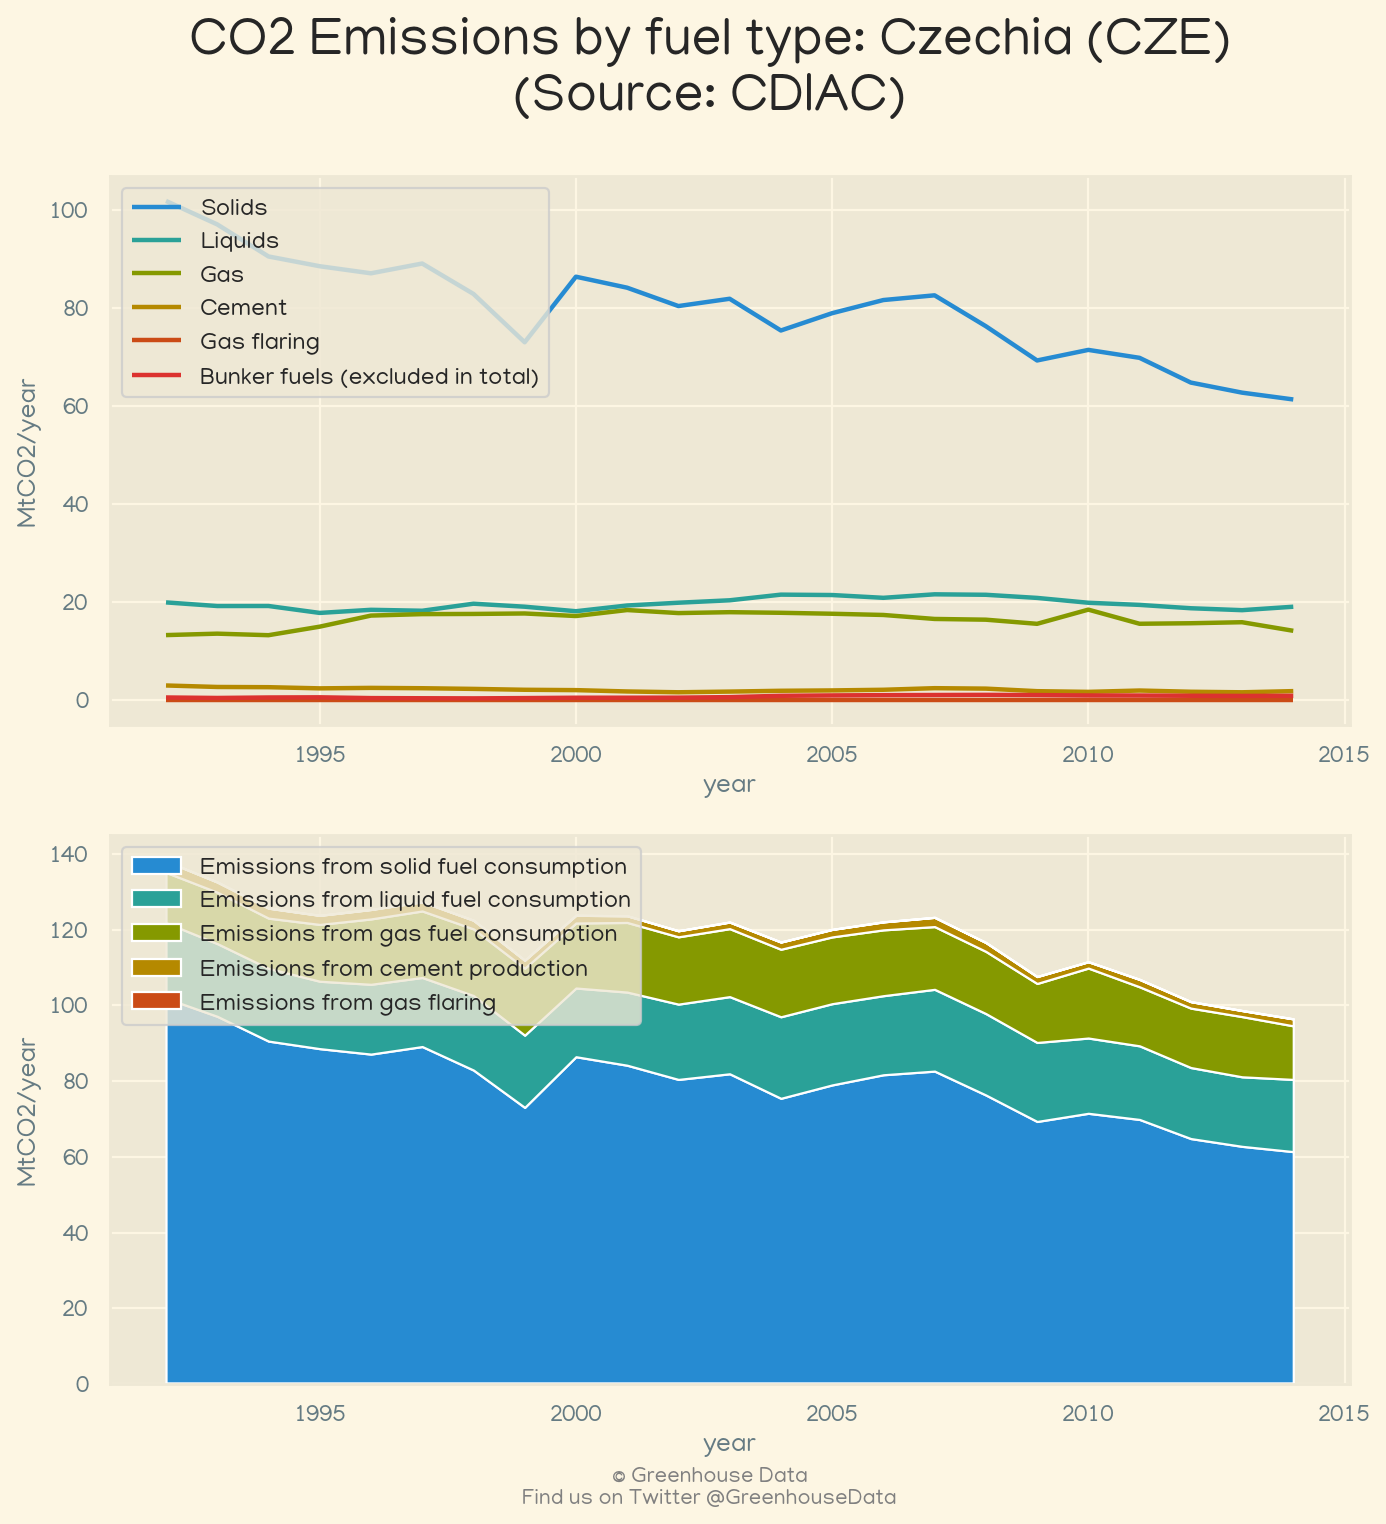 CO2 Emissions by fuel type: Czechia (CZE)
(Source: CDIAC)
100
80
60
40
20
0
MtCO2/year
Solids
Liquids
Gas
Cement
Gas flaring
Bunker fuels (excluded in total)
1995 2000 2005 2010 2015
year
140
120
100
80
60
40
20
0
MtCO2/year
Emissions from solid fuel consumption
Emissions from liquid fuel consumption
Emissions from gas fuel consumption
Emissions from cement production
Emissions from gas flaring
1995 2000 2005 2010 2015
year
© Greenhouse Data
Find us on Twitter @GreenhouseData